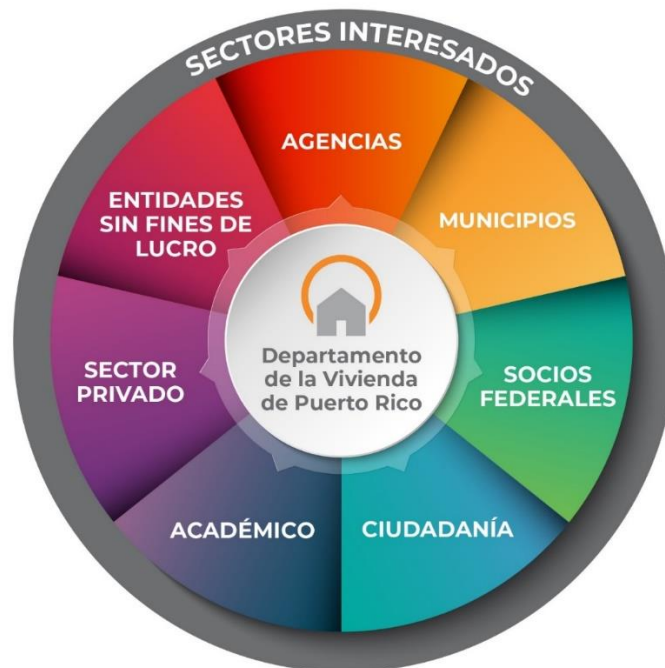 SECTORES INTERESADOS
AGENCIAS
MUNICIPIOS
SOCIOS
FEDERALES
CIUDADANÍA
ACADÉMICO
SECTOR
PRIVADO
ENTIDADES
SIN FINES DE
LUCRO
Departamento
de la Vivienda
de Puerto Rico